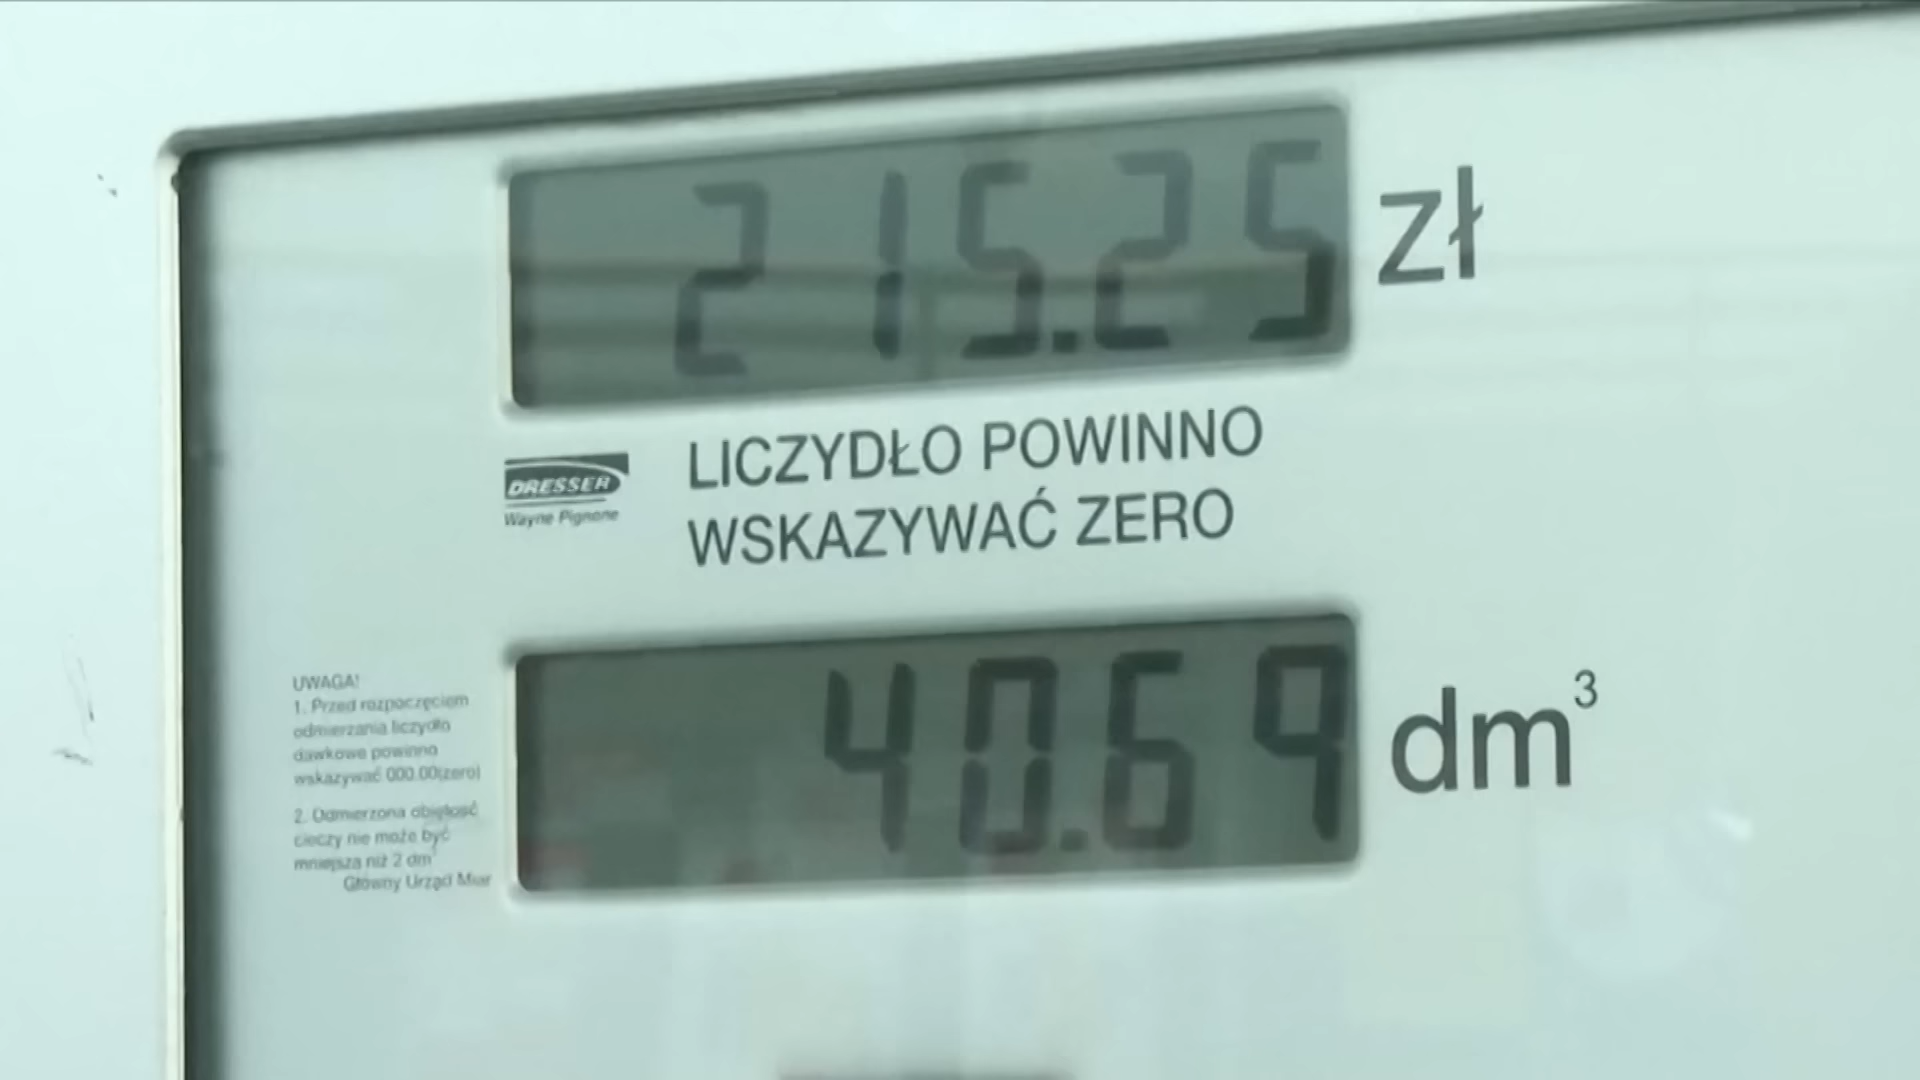 215.25 zł
DRESSER
Wayne Pignone
LICZYDŁO POWINNO
WSKAZYWAĆ ZERO
UWAGA!
1. Przed rozpoczęciem
odmierzania liczydło
dawkowe powinno
wskazywać 000.00(zero)
2. Odmierzona objętość
cieczy nie może być
mniejsza niż 2 dm³
Główny Urząd Miar
40.69 dm³